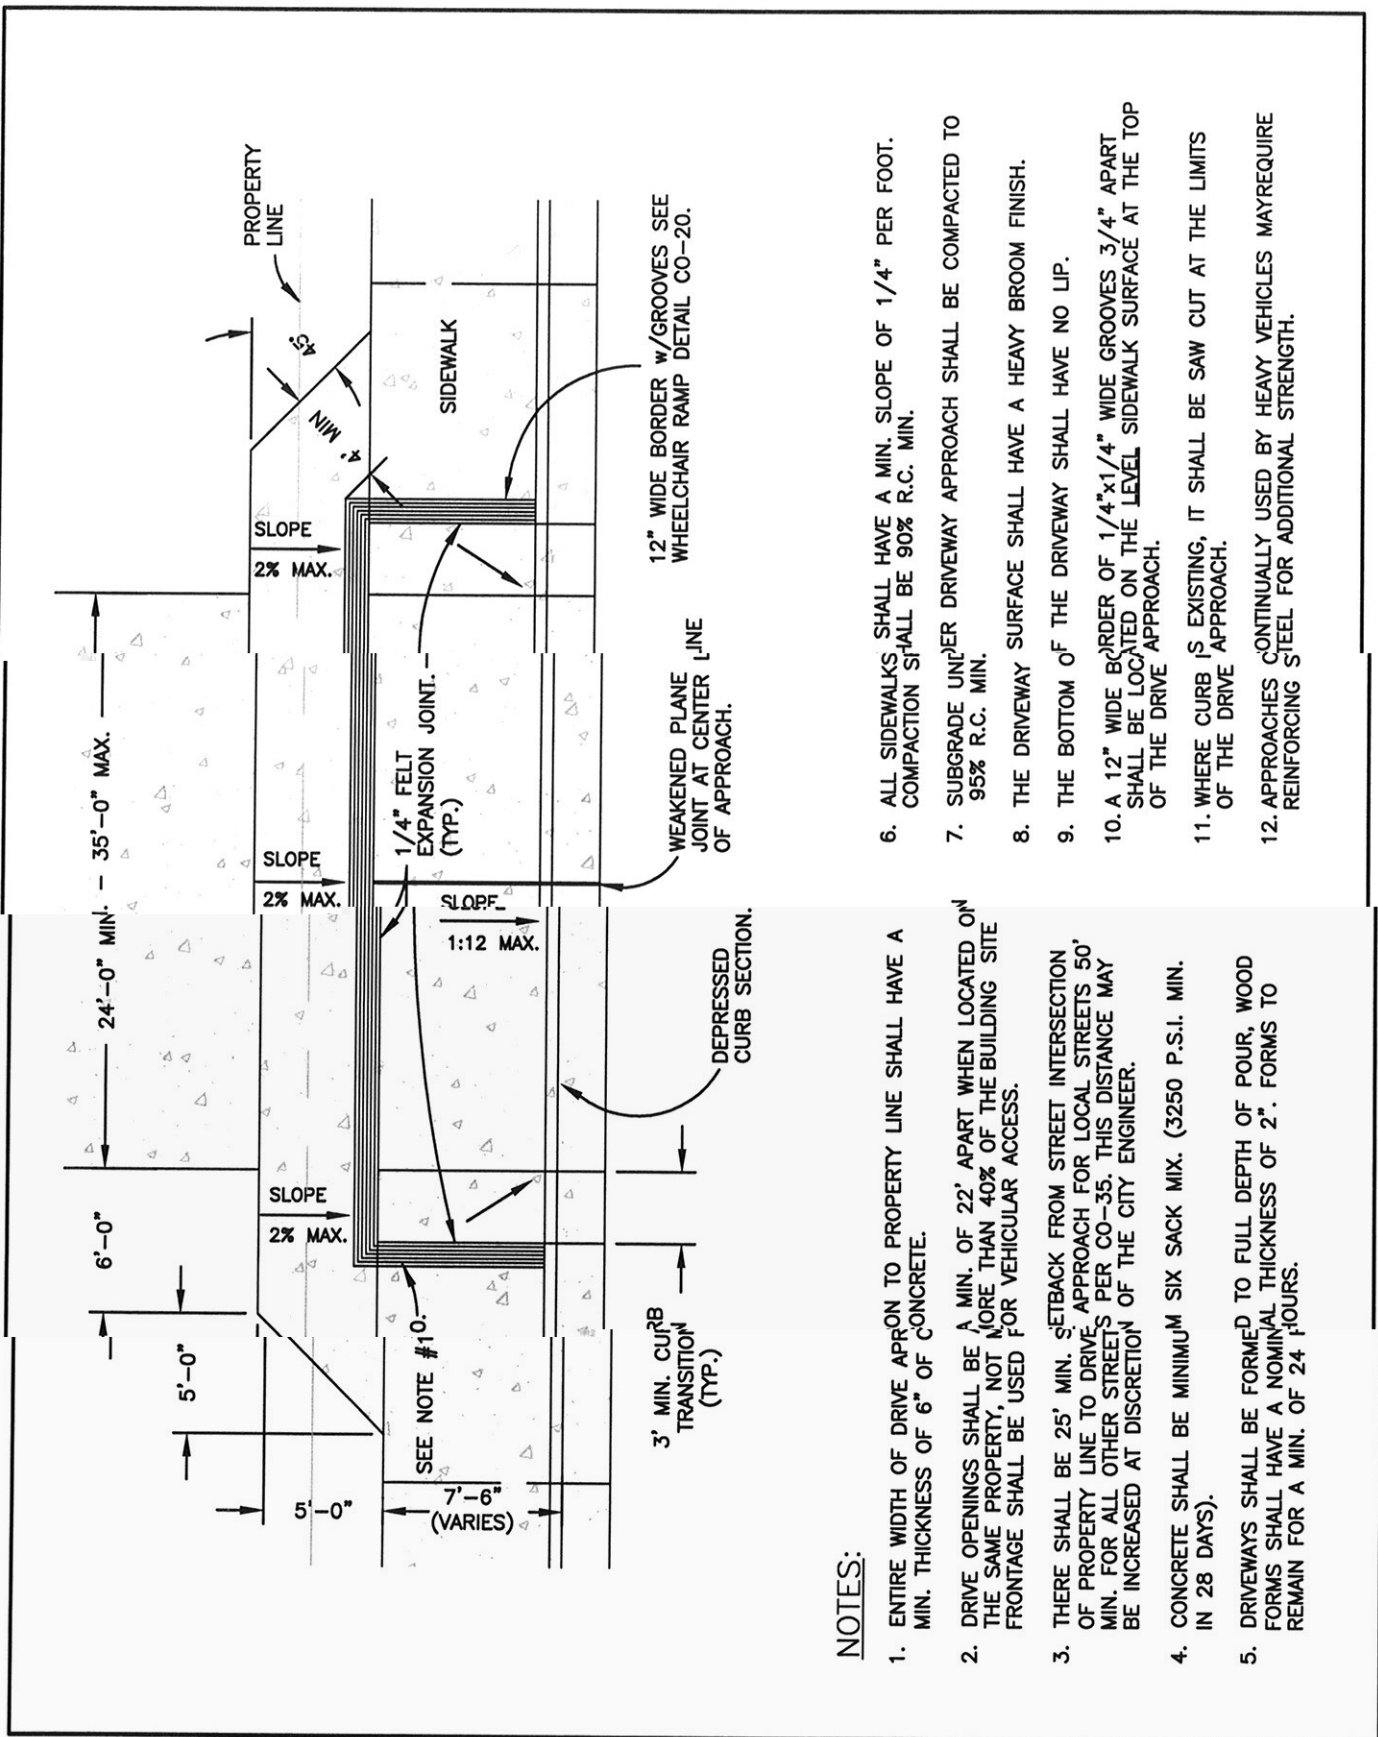 PROPERTY
LINE
45°
4' MIN
SIDEWALK
12" WIDE BORDER w/GROOVES SEE
WHEELCHAIR RAMP DETAIL CO-20.
SLOPE
2% MAX.
24'-0" MIN. - 35'-0" MAX.
SLOPE
2% MAX.
1/4" FELT
EXPANSION JOINT.
(TYP.)
WEAKENED PLANE
JOINT AT CENTER LINE
OF APPROACH.
SLOPE
1:12 MAX.
DEPRESSED
CURB SECTION.
6'-0"
SLOPE
2% MAX.
5'-0"
SEE NOTE #10.
3' MIN. CURB
TRANSITION
(TYP.)
5'-0"
7'-6"
(VARIES)
NOTES:
1. ENTIRE WIDTH OF DRIVE APRON TO PROPERTY LINE SHALL HAVE A
MIN. THICKNESS OF 6" OF CONCRETE.
2. DRIVE OPENINGS SHALL BE A MIN. OF 22' APART WHEN LOCATED ON
THE SAME PROPERTY, NOT MORE THAN 40% OF THE BUILDING SITE
FRONTAGE SHALL BE USED FOR VEHICULAR ACCESS.
3. THERE SHALL BE 25' MIN. SETBACK FROM STREET INTERSECTION
OF PROPERTY LINE TO DRIVE APPROACH FOR LOCAL STREETS 50'
MIN. FOR ALL OTHER STREETS PER CO-35. THIS DISTANCE MAY
BE INCREASED AT DISCRETION OF THE CITY ENGINEER.
4. CONCRETE SHALL BE MINIMUM SIX SACK MIX. (3250 P.S.I. MIN.
IN 28 DAYS).
5. DRIVEWAYS SHALL BE FORMED TO FULL DEPTH OF POUR, WOOD
FORMS SHALL HAVE A NOMINAL THICKNESS OF 2". FORMS TO
REMAIN FOR A MIN. OF 24 HOURS.
6. ALL SIDEWALKS SHALL HAVE A MIN. SLOPE OF 1/4" PER FOOT.
COMPACTION SHALL BE 90% R.C. MIN.
7. SUBGRADE UNDER DRIVEWAY APPROACH SHALL BE COMPACTED TO
95% R.C. MIN.
8. THE DRIVEWAY SURFACE SHALL HAVE A HEAVY BROOM FINISH.
9. THE BOTTOM OF THE DRIVEWAY SHALL HAVE NO LIP.
10. A 12" WIDE BORDER OF 1/4"x1/4" WIDE GROOVES 3/4" APART
SHALL BE LOCATED ON THE LEVEL SIDEWALK SURFACE AT THE TOP
OF THE DRIVE APPROACH.
11. WHERE CURB IS EXISTING, IT SHALL BE SAW CUT AT THE LIMITS
OF THE DRIVE APPROACH.
12. APPROACHES CONTINUALLY USED BY HEAVY VEHICLES MAYREQUIRE
REINFORCING STEEL FOR ADDITIONAL STRENGTH.